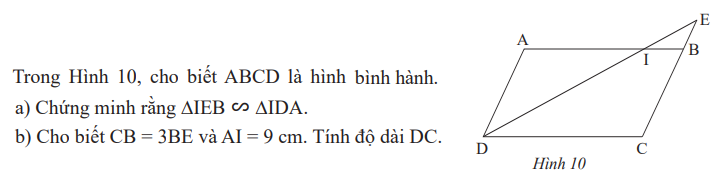 Trong Hình 10, cho biết ABCD là hình bình hành.
a) Chứng minh rằng ΔIEB ∽ ΔIDA.
b) Cho biết CB = 3BE và AI = 9 cm. Tính độ dài DC.
E
A
B
I
D
C
Hình 10